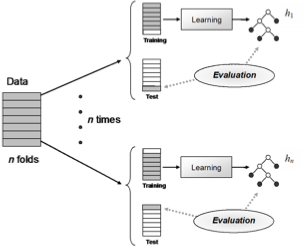 Training
Learning
h₁
Evaluation
Test
Data
n times
n folds
Training
Learning
hₙ
Evaluation
Test